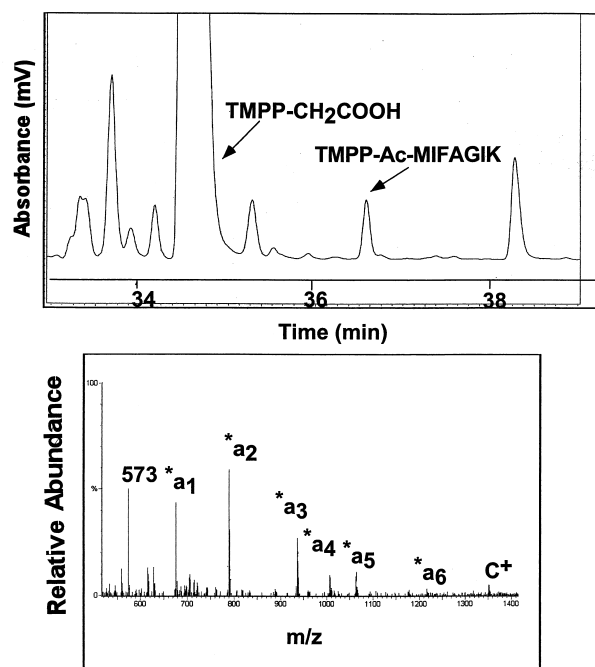 Absorbance (mV)
TMPP-CH2COOH
TMPP-Ac-MIFAGIK
34 36 38
Time (min)
Relative Abundance
100
%
0
573 *a1 *a2 *a3 *a4 *a5 *a6 C+
600 700 800 900 1000 1100 1200 1300 1400
m/z